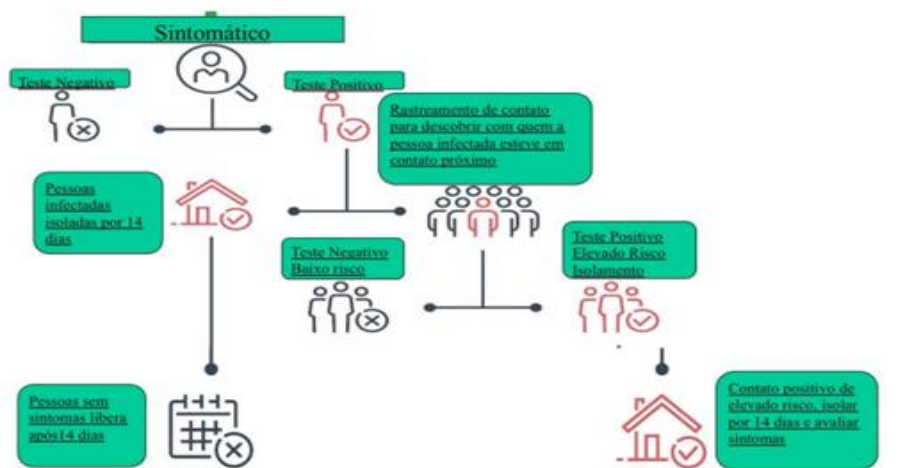 Sintomático
Teste Negativo
Teste Positivo
Rastreamento de contato
para descobrir com quem a
pessoa infectada esteve em
contato próximo
Pessoas
infectadas
isoladas por 14
dias
Teste Negativo
Baixo risco
Teste Positivo
Elevado Risco
Isolamento
Pessoas sem
sintomas libera
após14 dias
Contato positivo de
elevado risco, isolar
por 14 dias e avaliar
sintomas